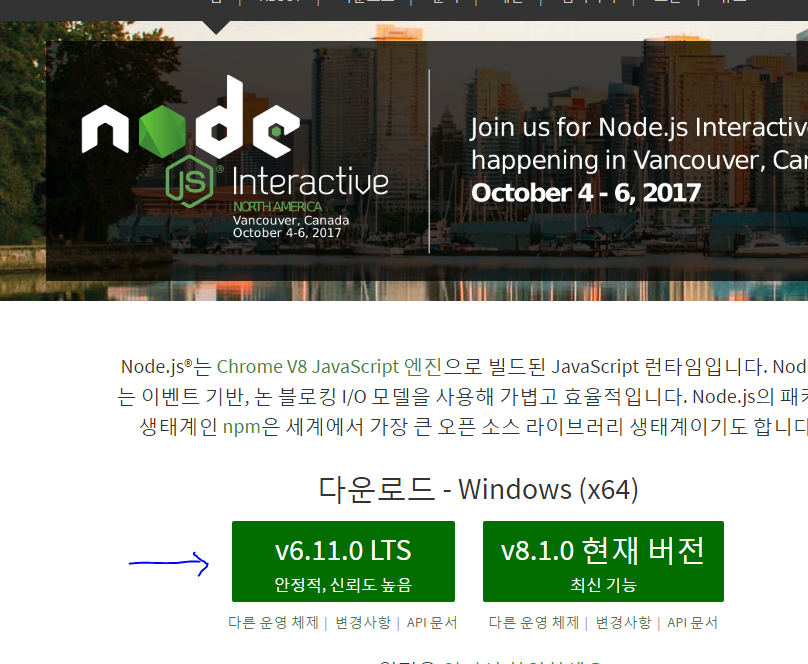 node
JS®
Interactive
NORTH AMERICA
Vancouver, Canada
October 4-6, 2017
Join us for Node.js
happening in Vancouver,
October 4 - 6, 2017
Node.js®는 Chrome V8 JavaScript 엔진으로 빌드된 JavaScript 런타임입니다.
는 이벤트 기반, 논 블로킹 I/O 모델을 사용해 가볍고 효율적입니다. Node.js의
생태계인 npm은 세계에서 가장 큰 오픈 소스 라이브러리 생태계이기도
다운로드 - Windows (x64)
v6.11.0 LTS
안정적, 신뢰도 높음
v8.1.0 현재 버전
최신 기능
다른 운영 체제 | 변경사항 | API 문서
다른 운영 체제 | 변경사항 | API 문서